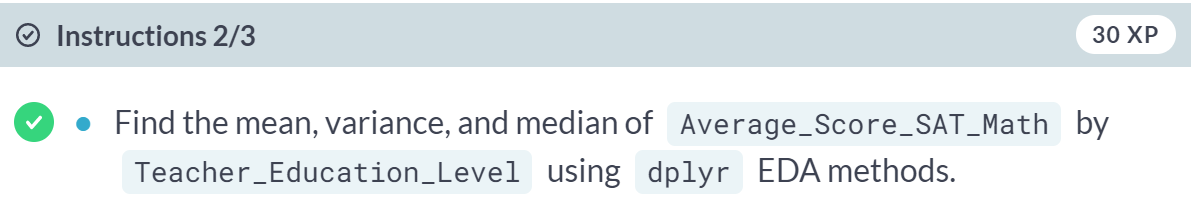 Instructions 2/3
30 XP
Find the mean, variance, and median of Average_Score_SAT_Math by
Teacher_Education_Level using dplyr EDA methods.